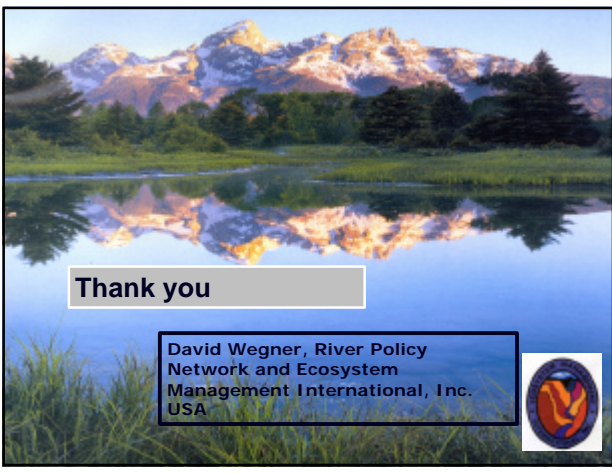 Thank you
David Wegner, River Policy
Network and Ecosystem
Management International, Inc.
USA